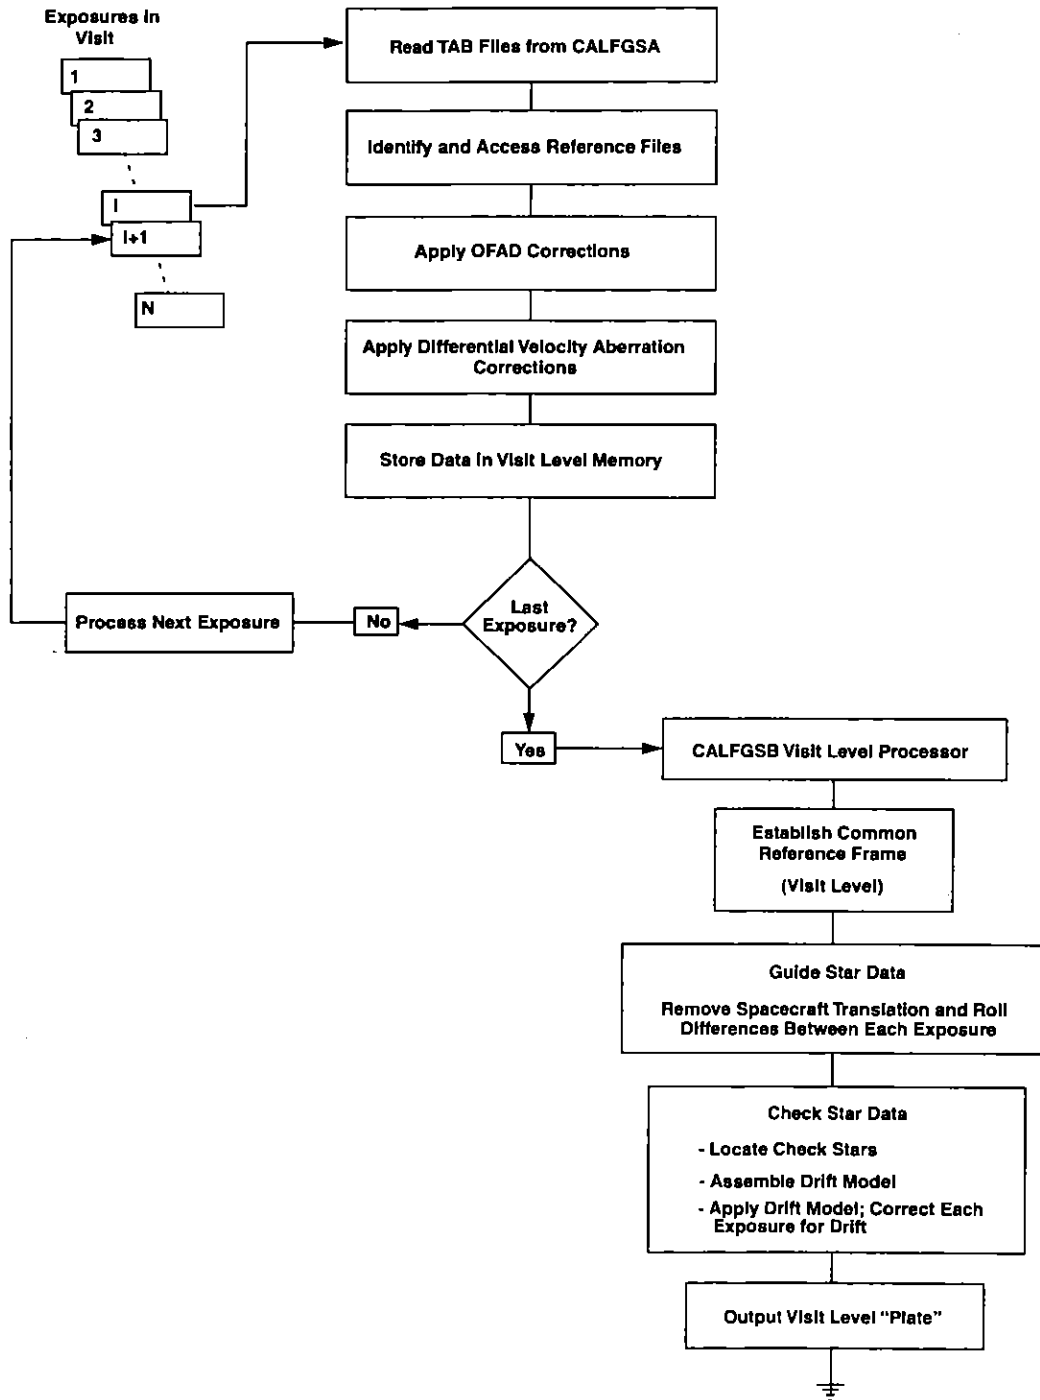 Exposures in
Visit
1
2
3
I
I+1
N
Read TAB Files from CALFGSA
Identify and Access Reference Files
Apply OFAD Corrections
Apply Differential Velocity Aberration
Corrections
Store Data in Visit Level Memory
Last
Exposure?
No
Process Next Exposure
Yes
CALFGSB Visit Level Processor
Establish Common
Reference Frame
(Visit Level)
Guide Star Data
Remove Spacecraft Translation and Roll
Differences Between Each Exposure
Check Star Data
- Locate Check Stars
- Assemble Drift Model
- Apply Drift Model; Correct Each
Exposure for Drift
Output Visit Level "Plate"